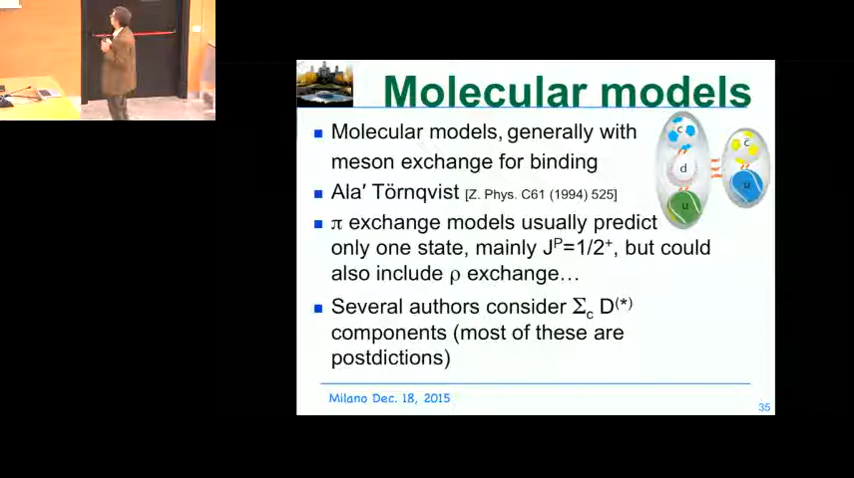 Molecular models
Molecular models, generally with
meson exchange for binding
Ala′ Törnqvist [Z. Phys. C61 (1994) 525]
π exchange models usually predict
only one state, mainly Jᴾ=1/2⁺, but could
also include ρ exchange…
Several authors consider Σc D⁽*⁾
components (most of these are
postdictions)
c
d
u
c̄
u
Milano Dec. 18, 2015
35